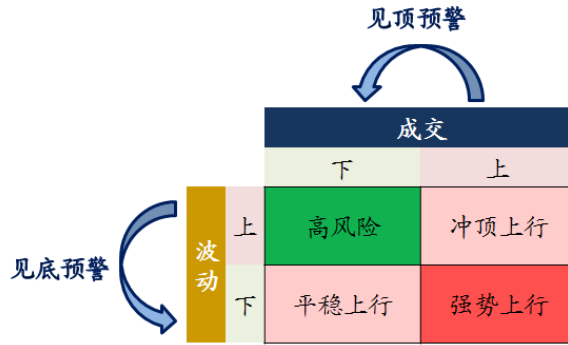 见顶预警
成交
下 上
上 高风险 冲顶上行
见底预警
波动
下 平稳上行 强势上行